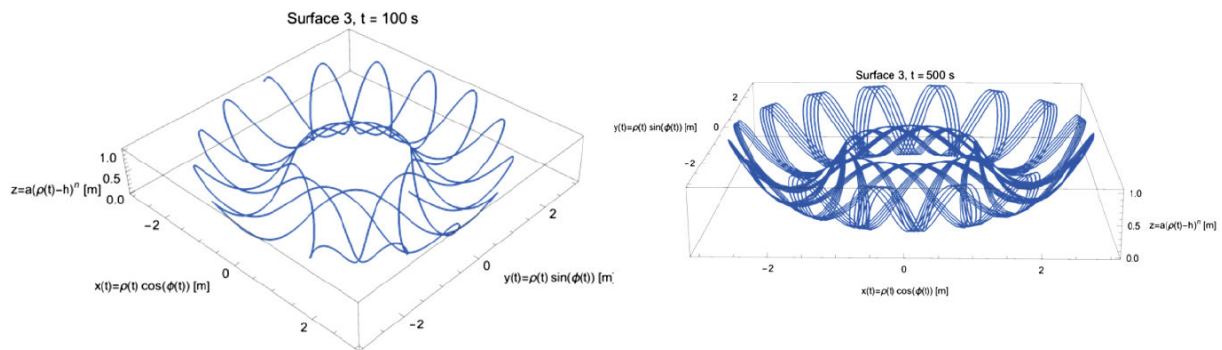 Surface 3, t = 100 s
1.0
0.5
0.0
z=a(ρ(t)-h)ⁿ [m]
-2
0
2
x(t)=ρ(t) cos(ϕ(t)) [m]
-2
0
2
y(t)=ρ(t) sin(ϕ(t)) [m]
Surface 3, t = 500 s
2
0
-2
y(t)=ρ(t) sin(ϕ(t)) [m]
1.0
0.5
0.0
z=a(ρ(t)-h)ⁿ [m]
-2
0
2
x(t)=ρ(t) cos(ϕ(t)) [m]